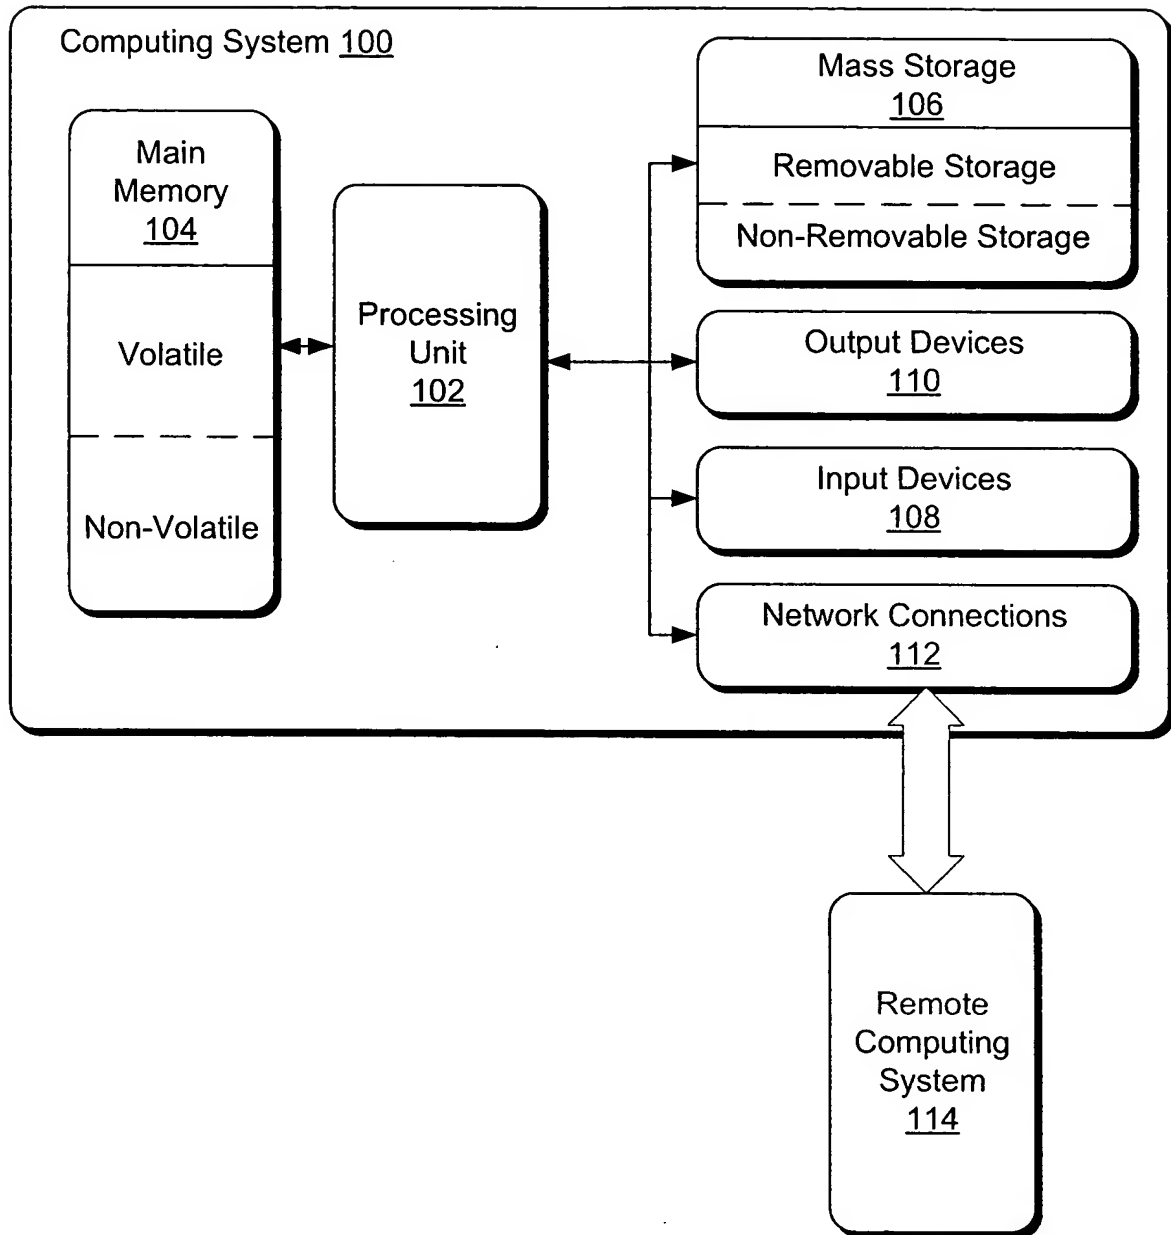 Computing System 100
Main
Memory
104
Volatile
Non-Volatile
Processing
Unit
102
Mass Storage
106
Removable Storage
Non-Removable Storage
Output Devices
110
Input Devices
108
Network Connections
112
Remote
Computing
System
114